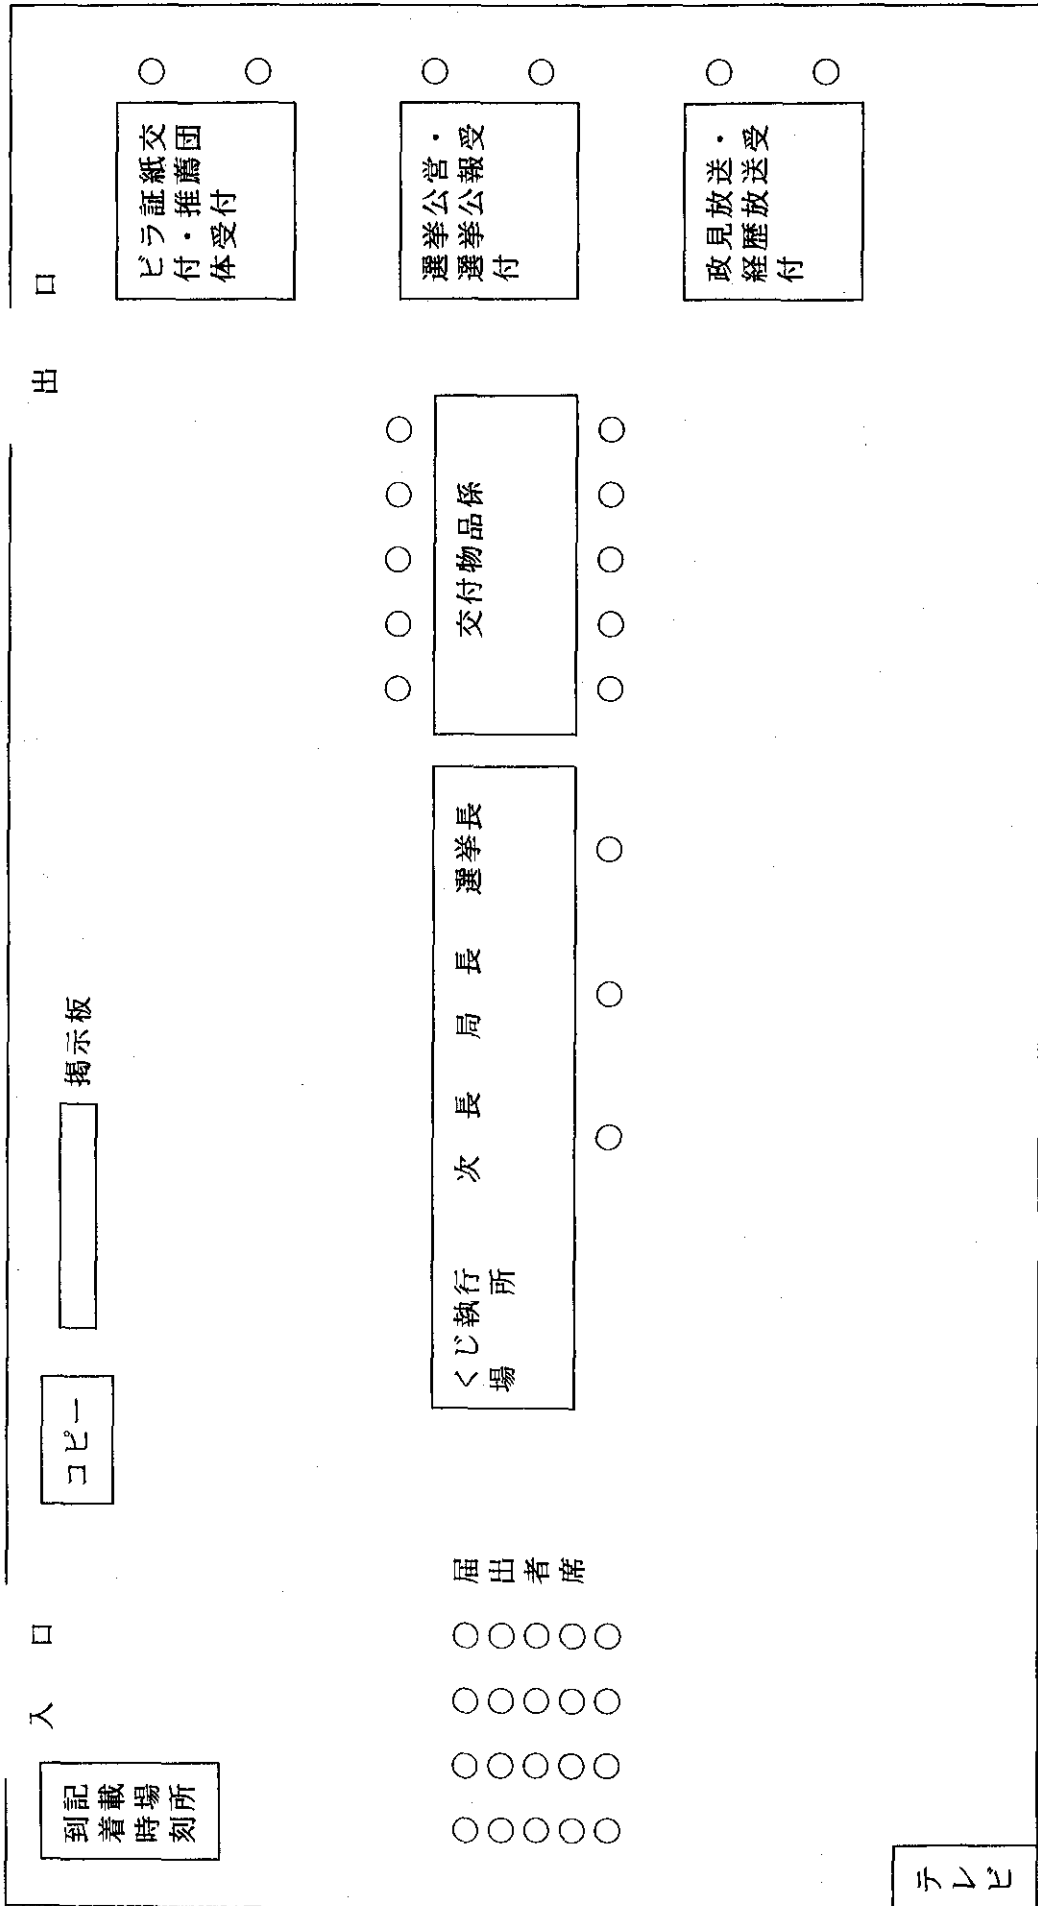 入口
出口
到着時刻
記載場所
コピー
掲示板
ビラ証紙交
付・推薦団
体受付
届出者席
くじ執行
場　　所
次　長
局　長
選挙長
交付物品係
選挙公営・
選挙公報受
付
政見放送・
経歴放送受
付
テレビ